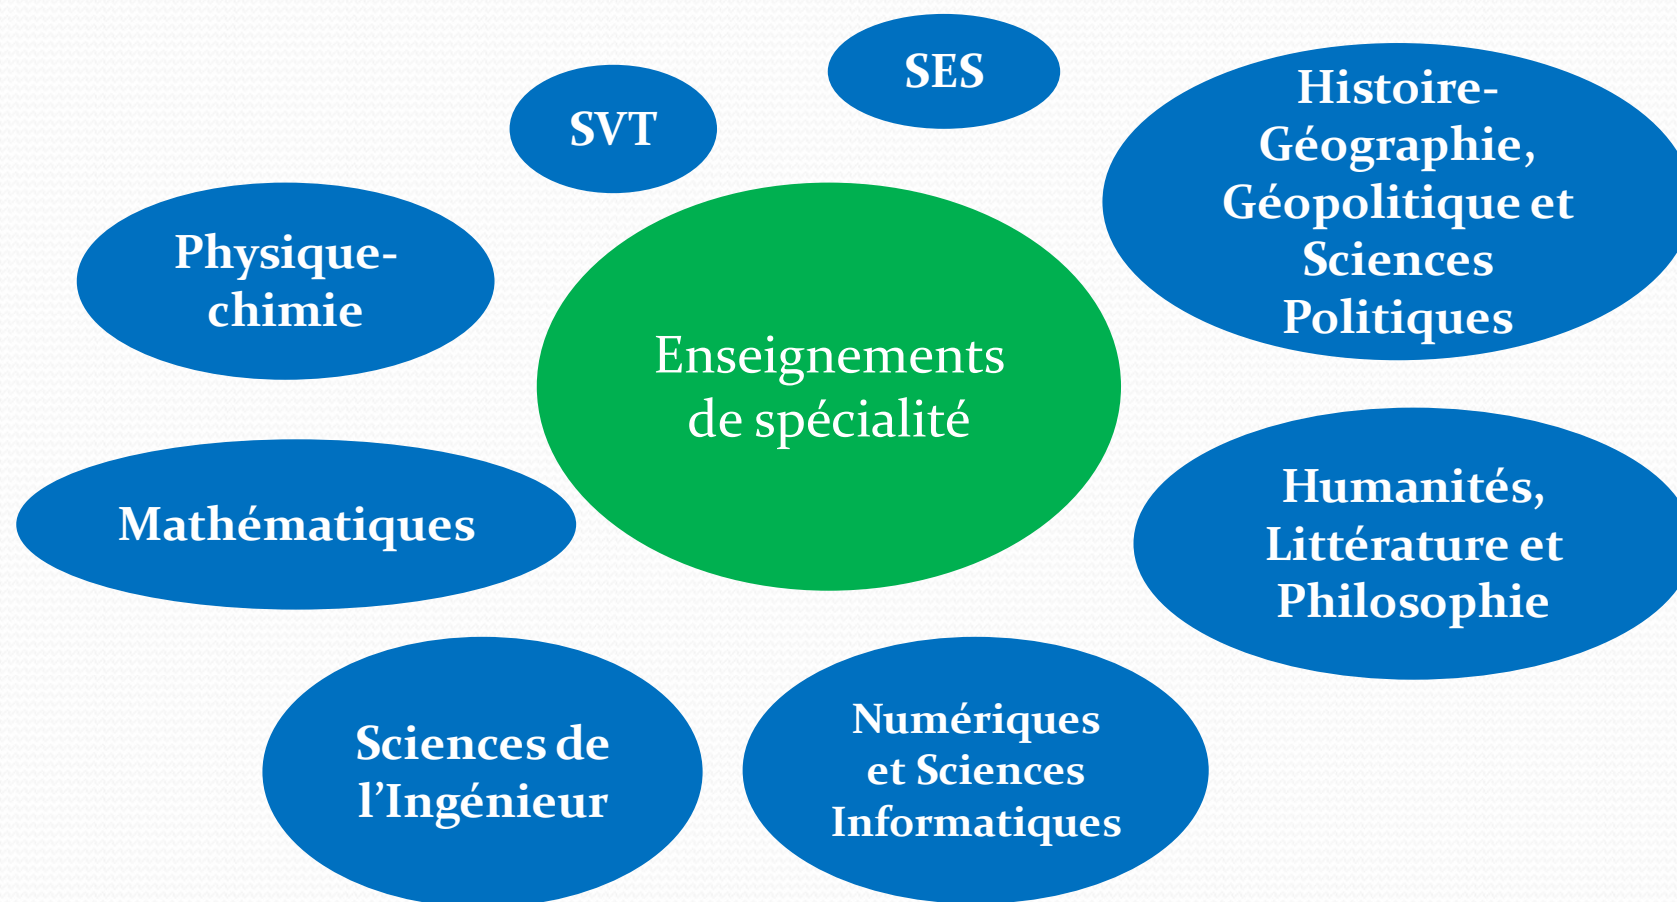 SES
SVT
Histoire-
Géographie,
Géopolitique et
Sciences
Politiques
Physique-
chimie
Enseignements
de spécialité
Mathématiques
Humanités,
Littérature et
Philosophie
Sciences de
l’Ingénieur
Numériques
et Sciences
Informatiques